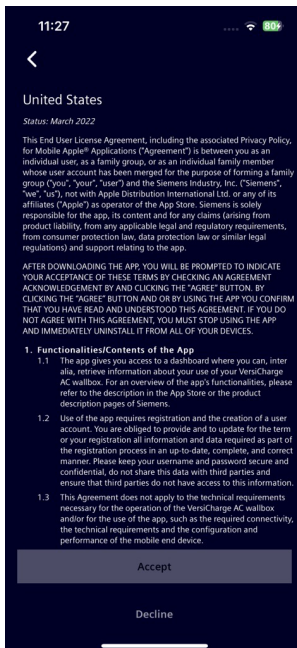 11:27
80
United States
Status: March 2022
This End User License Agreement, including the associated Privacy Policy,
for Mobile Apple® Applications ("Agreement") is between you as an
individual user, as a family group, or as an individual family member
whose user account has been merged for the purpose of forming a family
group ("you", "your", "user") and the Siemens Industry, Inc. ("Siemens",
"we", "us"), not with Apple Distribution International Ltd. or any of its
affiliates ("Apple") as operator of the App Store. Siemens is solely
responsible for the app, its content and for any claims (arising from
product liability, from any applicable legal and regulatory requirements,
from consumer protection law, data protection law or similar legal
regulations) and support relating to the app.
AFTER DOWNLOADING THE APP, YOU WILL BE PROMPTED TO INDICATE
YOUR ACCEPTANCE OF THESE TERMS BY CHECKING AN AGREEMENT
ACKNOWLEDGEMENT BY AND CLICKING THE "AGREE" BUTTON. BY
CLICKING THE "AGREE" BUTTON AND OR BY USING THE APP YOU CONFIRM
THAT YOU HAVE READ AND UNDERSTOOD THIS AGREEMENT. IF YOU DO
NOT AGREE WITH THIS AGREEMENT, YOU MUST STOP USING THE APP
AND IMMEDIATELY UNINSTALL IT FROM ALL OF YOUR DEVICES.
1. Functionalities/Contents of the App
1.1 The app gives you access to a dashboard where you can, inter
alia, retrieve information about your use of your VersiCharge
AC wallbox. For an overview of the app's functionalities, please
refer to the description in the App Store or the product
description pages of Siemens.
1.2 Use of the app requires registration and the creation of a user
account. You are obliged to provide and to update for the term
or your registration all information and data required as part of
the registration process in an up-to-date, complete, and correct
manner. Please keep your username and password secure and
confidential, do not share this data with third parties and
ensure that third parties do not have access to this information.
1.3 This Agreement does not apply to the technical requirements
necessary for the operation of the VersiCharge AC wallbox
and/or for the use of the app, such as the required connectivity,
the technical requirements and the configuration and
performance of the mobile end device.
Accept
Decline